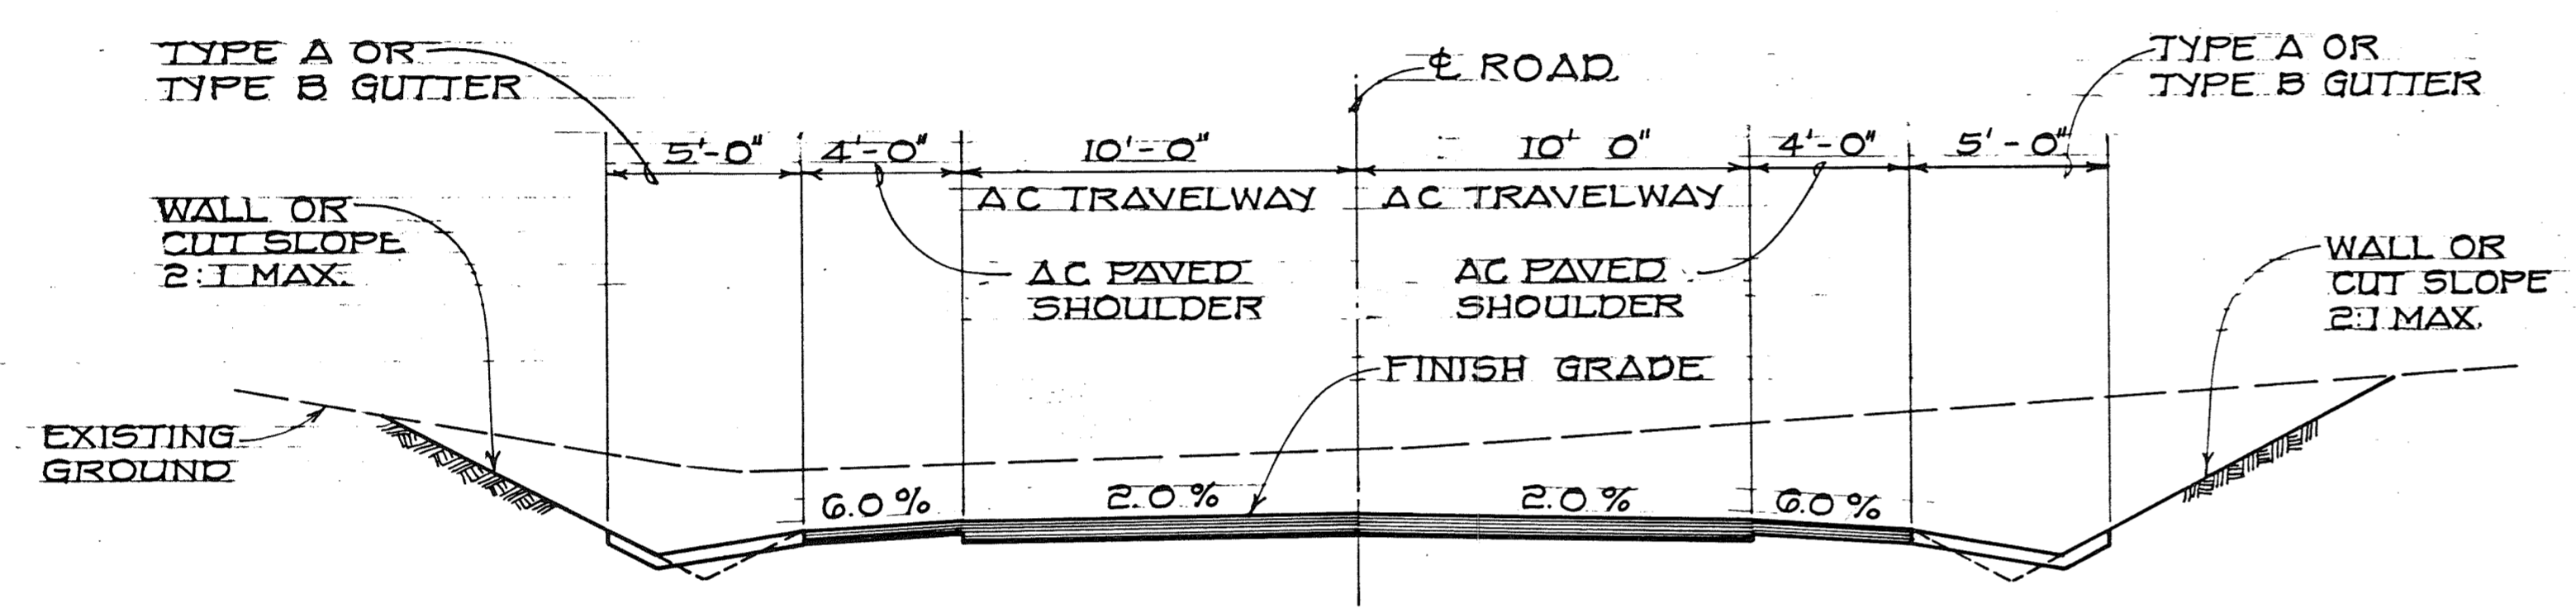 TYPE A OR
TYPE B GUTTER
℄ ROAD
TYPE A OR
TYPE B GUTTER
5'-0"
4'-0"
10'-0"
10' 0"
4'-0"
5'-0"
AC TRAVELWAY
AC TRAVELWAY
WALL OR
CUT SLOPE
2:1 MAX.
AC PAVED
SHOULDER
AC PAVED
SHOULDER
WALL OR
CUT SLOPE
2:1 MAX.
FINISH GRADE
EXISTING
GROUND
6.0%
2.0%
2.0%
6.0%